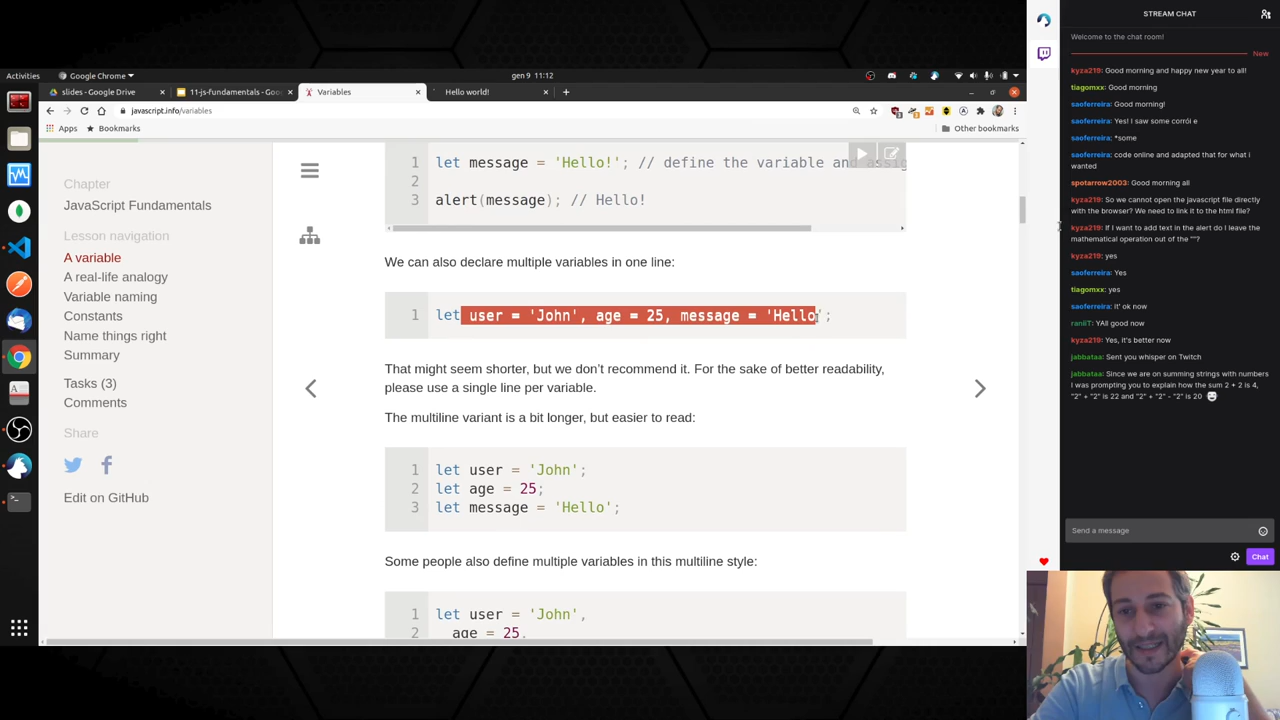 Activities
Google Chrome
gen 9 11:12
slides - Google Drive
11-js-fundamentals - Goo
Variables
Hello world!
javascript.info/variables
Apps
Bookmarks
Other bookmarks
Chapter
JavaScript Fundamentals
Lesson navigation
A variable
A real-life analogy
Variable naming
Constants
Name things right
Summary
Tasks (3)
Comments
Share
Edit on GitHub
1 let message = 'Hello!'; // define the variable and assig
2
3 alert(message); // Hello!
We can also declare multiple variables in one line:
1 let user = 'John', age = 25, message = 'Hello';
That might seem shorter, but we don't recommend it. For the sake of better readability,
please use a single line per variable.
The multiline variant is a bit longer, but easier to read:
1 let user = 'John';
2 let age = 25;
3 let message = 'Hello';
Some people also define multiple variables in this multiline style:
1 let user = 'John',
2 age = 25,
STREAM CHAT
Welcome to the chat room!
New
kyza219: Good morning and happy new year to all!
tiagomxx: Good morning
saoferreira: Good morning!
saoferreira: Yes! I saw some corrói e
saoferreira: *some
saoferreira: code online and adapted that for what i
wanted
spotarrow2003: Good morning all
kyza219: So we cannot open the javascript file directly
with the browser? We need to link it to the html file?
kyza219: If I want to add text in the alert do I leave the
mathematical operation out of the ""?
kyza219: yes
saoferreira: Yes
tiagomxx: yes
saoferreira: it' ok now
raniiT: YAll good now
kyza219: Yes, it's better now
jabbataa: Sent you whisper on Twitch
jabbataa: Since we are on summing strings with numbers
I was prompting you to explain how the sum 2 + 2 is 4,
"2" + "2" is 22 and "2" + "2" - "2" is 20
Send a message
Chat